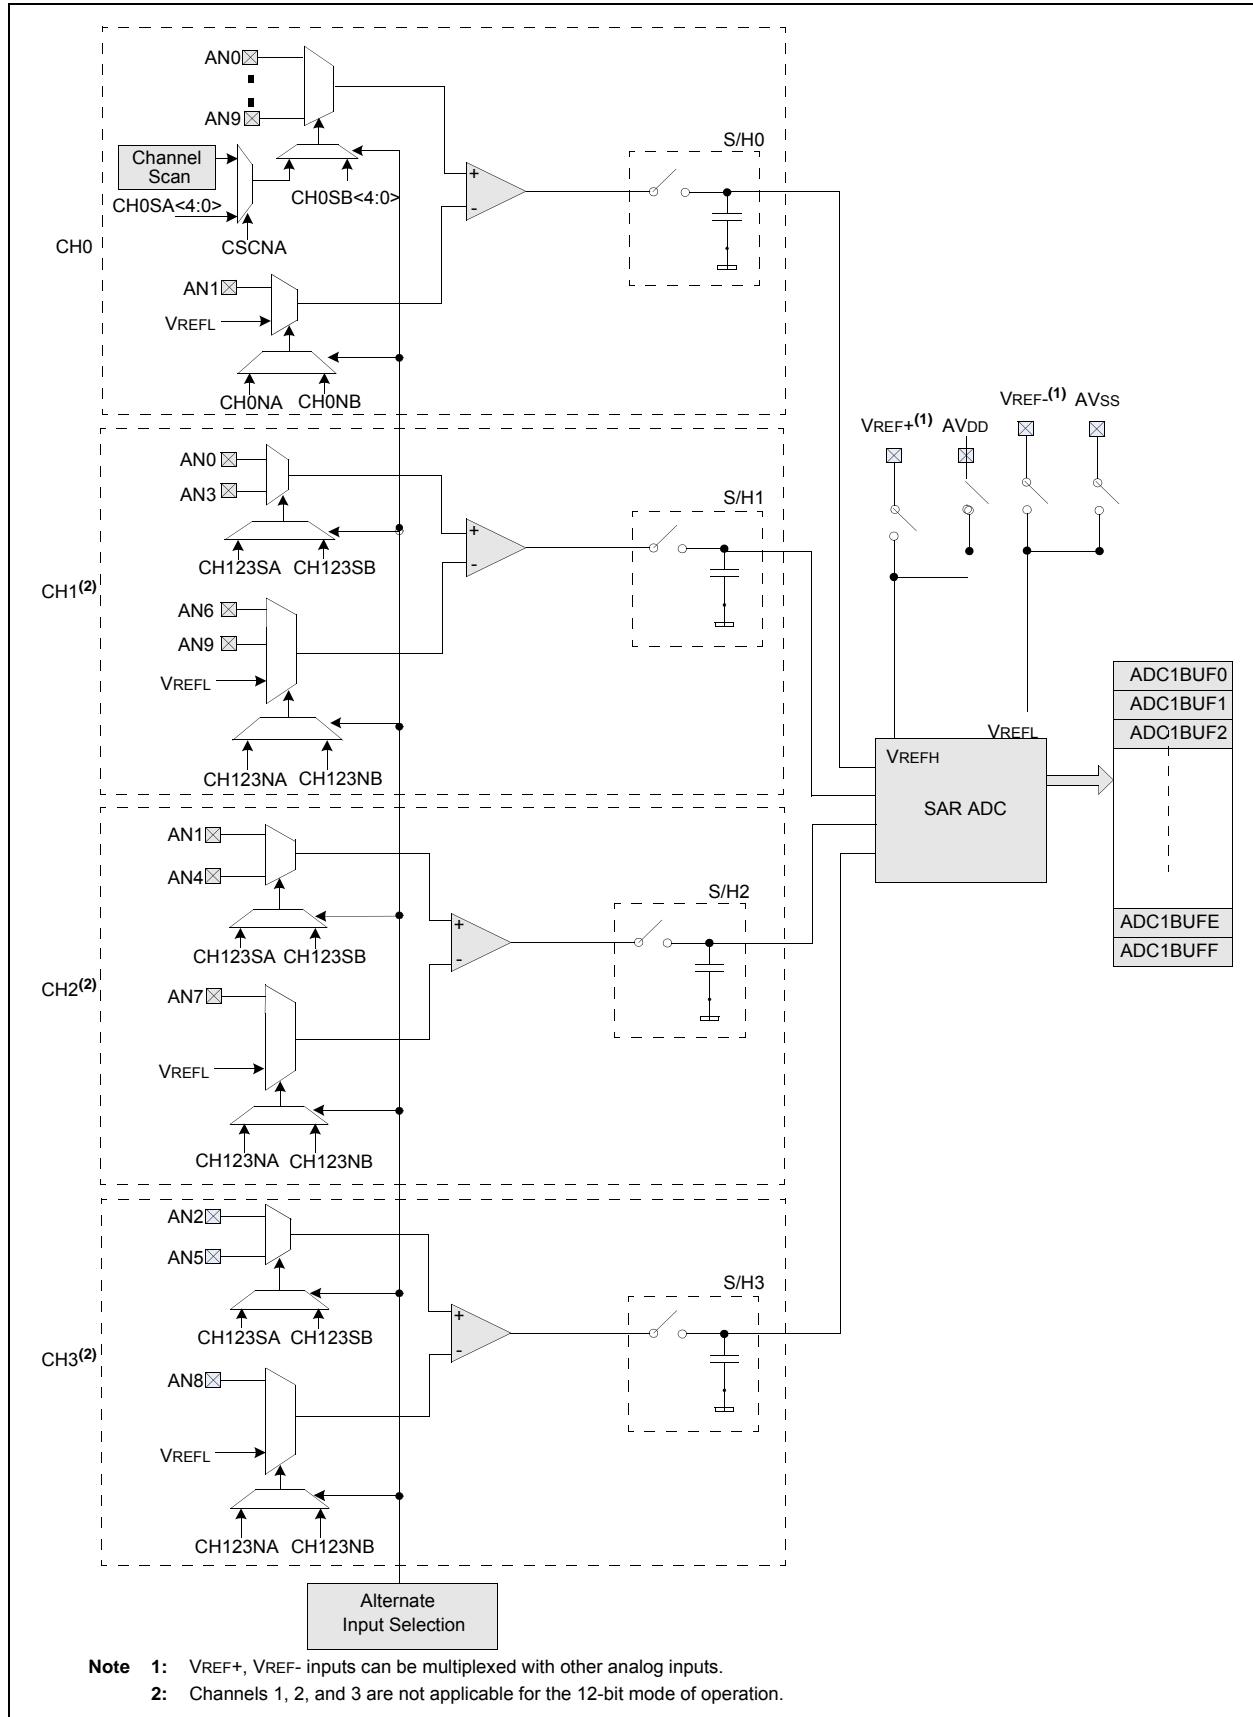 AN0
AN9
Channel
Scan
CH0SA<4:0>
CH0SB<4:0>
CSCNA
CH0
AN1
VREFL
CH0NA
CH0NB
+
-
S/H0
AN0
AN3
CH123SA
CH123SB
CH1(2)
AN6
AN9
VREFL
CH123NA
CH123NB
+
-
S/H1
AN1
AN4
CH123SA
CH123SB
CH2(2)
AN7
VREFL
CH123NA
CH123NB
+
-
S/H2
AN2
AN5
CH123SA
CH123SB
CH3(2)
AN8
VREFL
CH123NA
CH123NB
+
-
S/H3
VREF+(1)
AVDD
VREF-(1)
AVSS
VREFH
VREFL
SAR ADC
ADC1BUF0
ADC1BUF1
ADC1BUF2
ADC1BUFE
ADC1BUFF
Alternate
Input Selection
Note 1: VREF+, VREF- inputs can be multiplexed with other analog inputs.
2: Channels 1, 2, and 3 are not applicable for the 12-bit mode of operation.